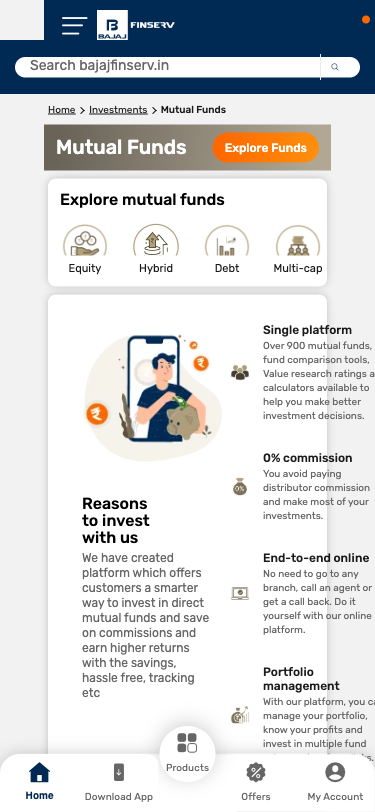 BAJAJ FINSERV
Search bajajfinserv.in
Home > Investments > Mutual Funds
Mutual Funds
Explore Funds
Explore mutual funds
Equity
Hybrid
Debt
Multi-cap
Reasons
to invest
with us
We have created
platform which offers
customers a smarter
way to invest in direct
mutual funds and save
on commissions and
earn higher returns
with the savings,
hassle free, tracking
etc
Single platform
Over 900 mutual funds,
fund comparison tools,
Value research ratings a
calculators available to
help you make better
investment decisions.
0%
0% commission
You avoid paying
distributor commission
and make most of your
investments.
End-to-end online
No need to go to any
branch, call an agent or
get a call back. Do it
yourself with our online
platform.
Portfolio
management
With our platform, you ca
manage your portfolio,
know your profits and
invest in multiple fund
Home
Download App
Products
Offers
My Account